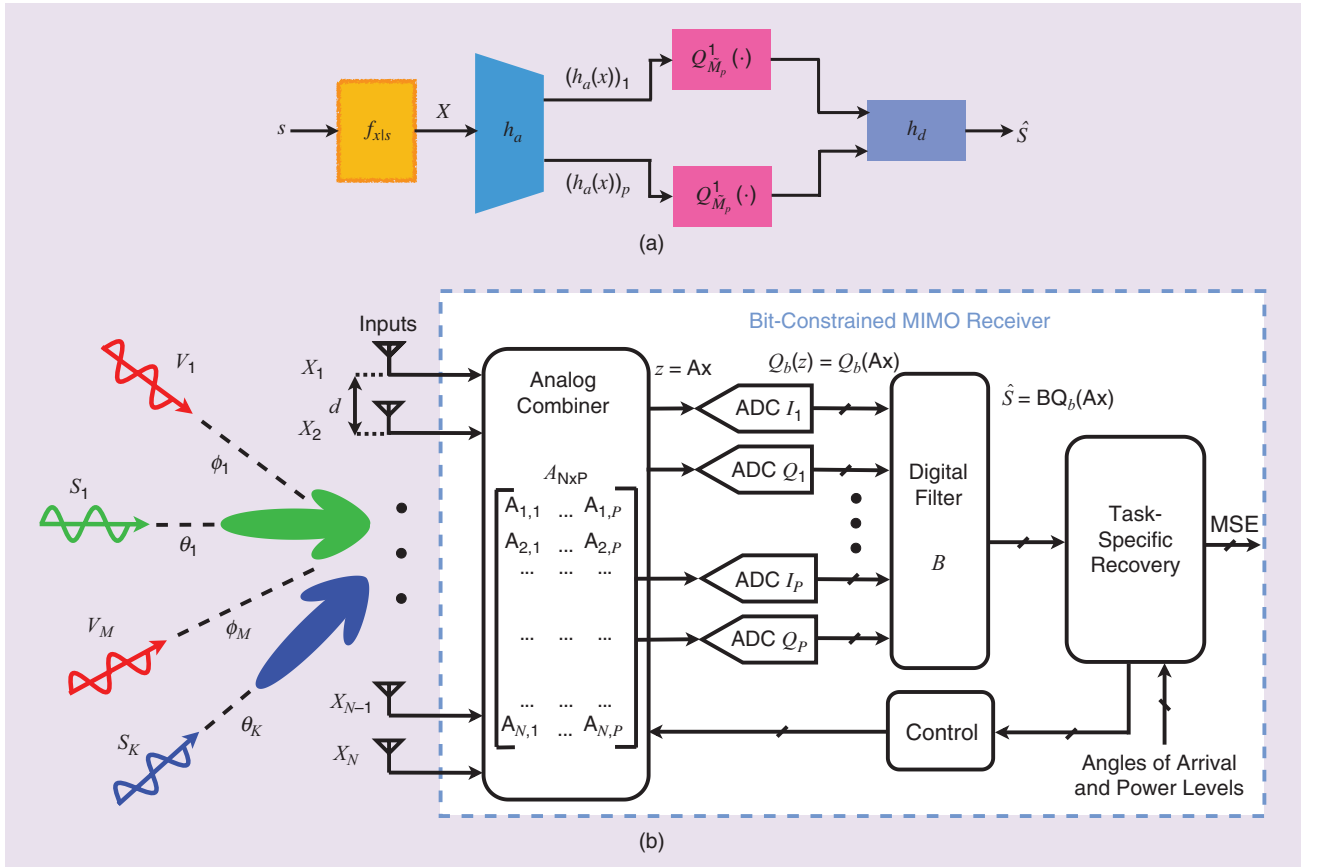 s
f_{x|s}
X
h_a
(h_a(x))_1
(h_a(x))_p
Q^1_{\tilde{M}_p}(·)
Q^1_{\tilde{M}_p}(·)
h_d
Ŝ
(a)
Bit-Constrained MIMO Receiver
Inputs
V_1
ϕ_1
S_1
θ_1
V_M
ϕ_M
S_K
θ_K
X_1
d
X_2
X_{N–1}
X_N
Analog
Combiner
A_{NxP}
A_{1,1} ... A_{1,P}
A_{2,1} ... A_{2,P}
... ... ...
... ... ...
... ... ...
A_{N,1} ... A_{N,P}
z = Ax
Q_b(z) = Q_b(Ax)
ADC I_1
ADC Q_1
ADC I_P
ADC Q_P
Digital
Filter
B
Ŝ = BQ_b(Ax)
Task-
Specific
Recovery
MSE
Control
Angles of Arrival
and Power Levels
(b)